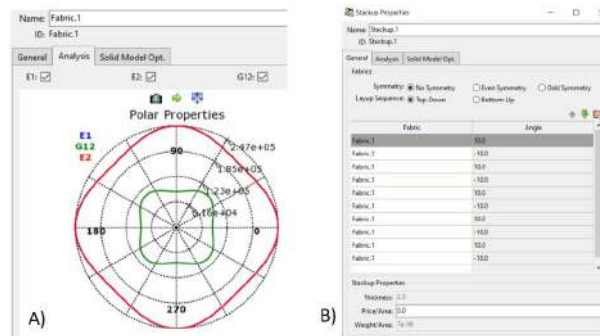 Name: Fabric.1
ID: Fabric.1
General Analysis Solid Model Opt.
E1: E2: G12:
Polar Properties
E1
G12
E2
90
180
0
270
2.47e+05
1.85e+05
1.23e+05
6.16e+04
A)
Stackup Properties
Name: Stackup.1
ID: Stackup.1
General Analysis Solid Model Opt.
Fabrics
Symmetry: No Symmetry Even Symmetry Odd Symmetry
Layup Sequence: Top-Down Bottom-Up
Fabric Angle
Fabric.1 10.0
Fabric.1 -10.0
Fabric.1 10.0
Fabric.1 -10.0
Fabric.1 10.0
Fabric.1 -10.0
Fabric.1 10.0
Fabric.1 -10.0
Fabric.1 10.0
Fabric.1 -10.0
Stackup Properties
Thickness:
Price/Area: 0.0
Weight/Area:
B)